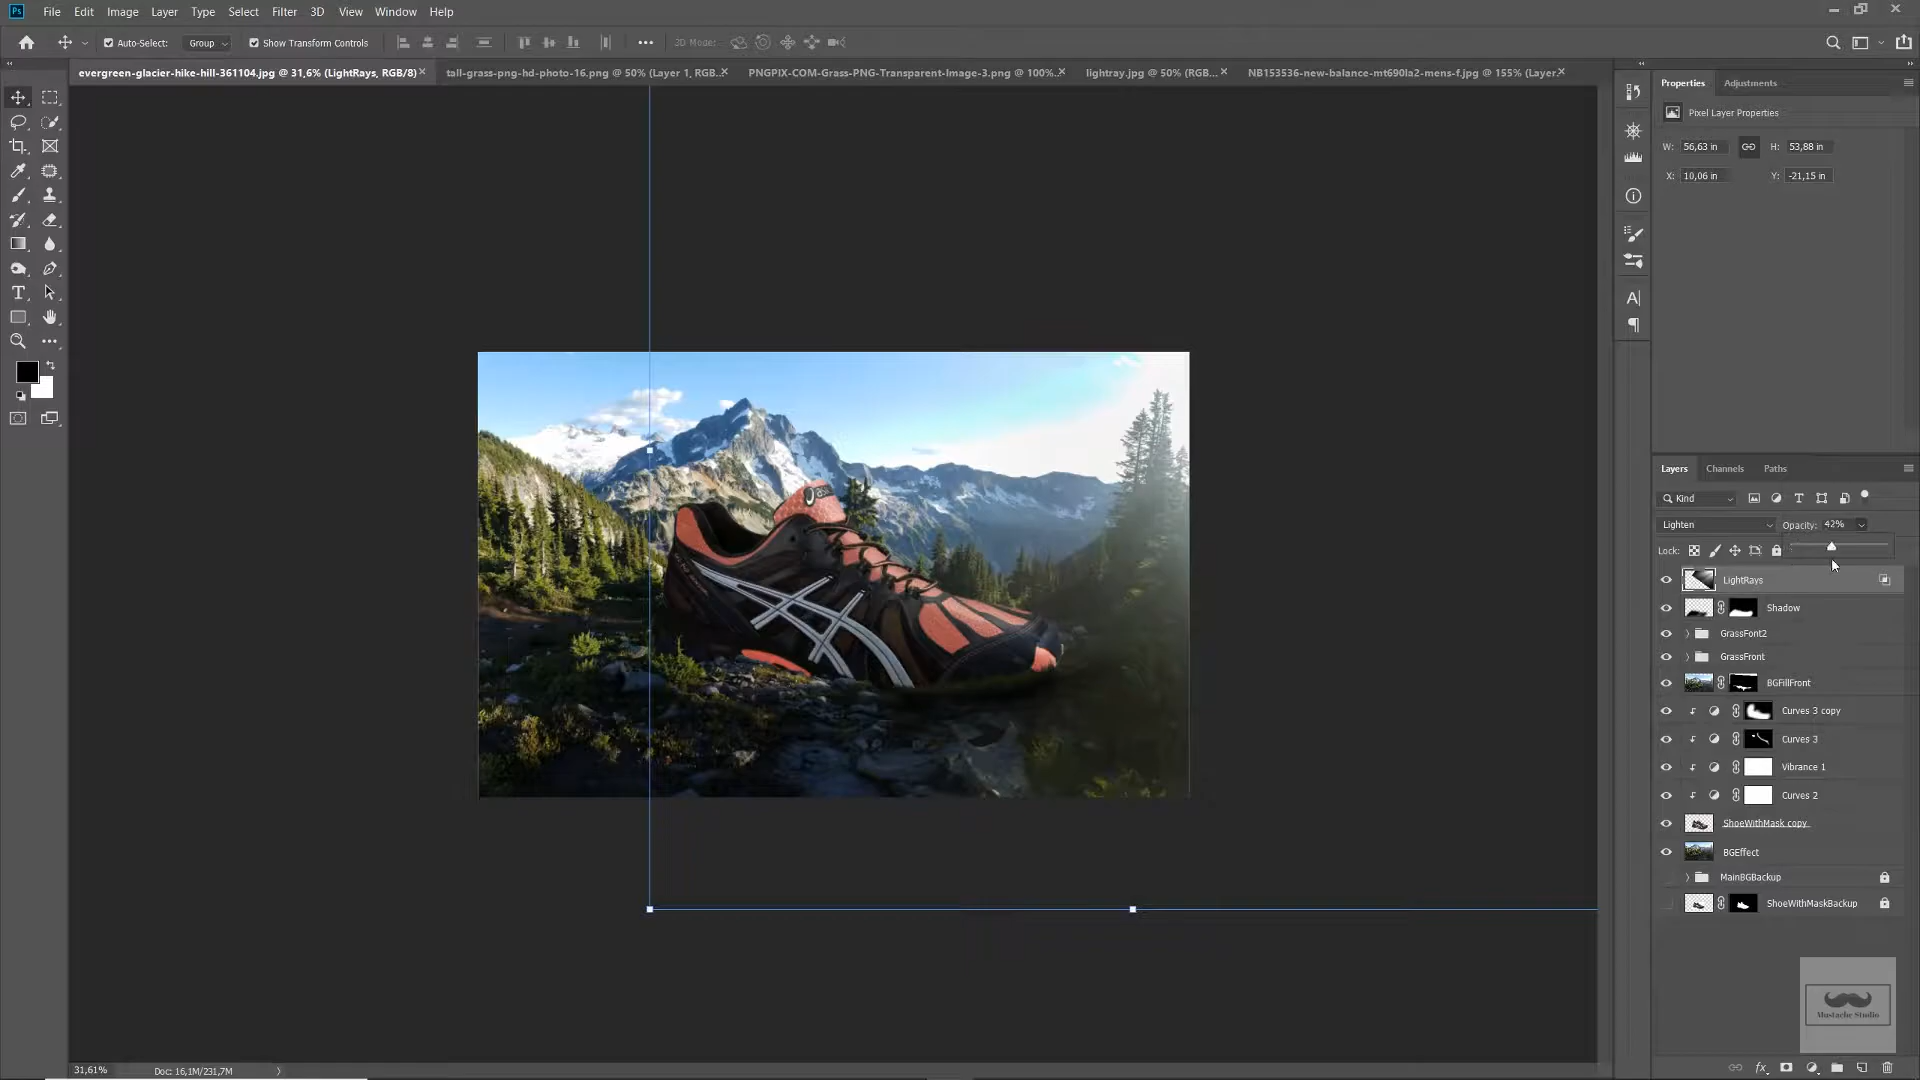 Ps File Edit Image Layer Type Select Filter 3D View Window Help
Auto-Select: Group Show Transform Controls 3D Mode:
evergreen-glacier-hike-hill-361104.jpg @ 31,6% (LightRays, RGB/8) tall-grass-png-hd-photo-16.png @ 50% (Layer 1, RGB... PNGPIX-COM-Grass-PNG-Transparent-Image-3.png @ 100%... lightray.jpg @ 50% (RGB... NB153536-new-balance-mt690la2-mens-f.jpg @ 155% (Layer
Properties Adjustments
Pixel Layer Properties
W: 56,63 in H: 53,88 in
X: 10,06 in Y: -21,15 in
Layers Channels Paths
Kind
Lighten Opacity: 42%
Lock:
LightRays
Shadow
GrassFont2
GrassFront
BGFillFront
Curves 3 copy
Curves 3
Vibrance 1
Curves 2
ShoeWithMask copy
BGEffect
MainBGBackup
ShoeWithMaskBackup
Mustache Studio
31,61% Doc: 16,1M/231,7M